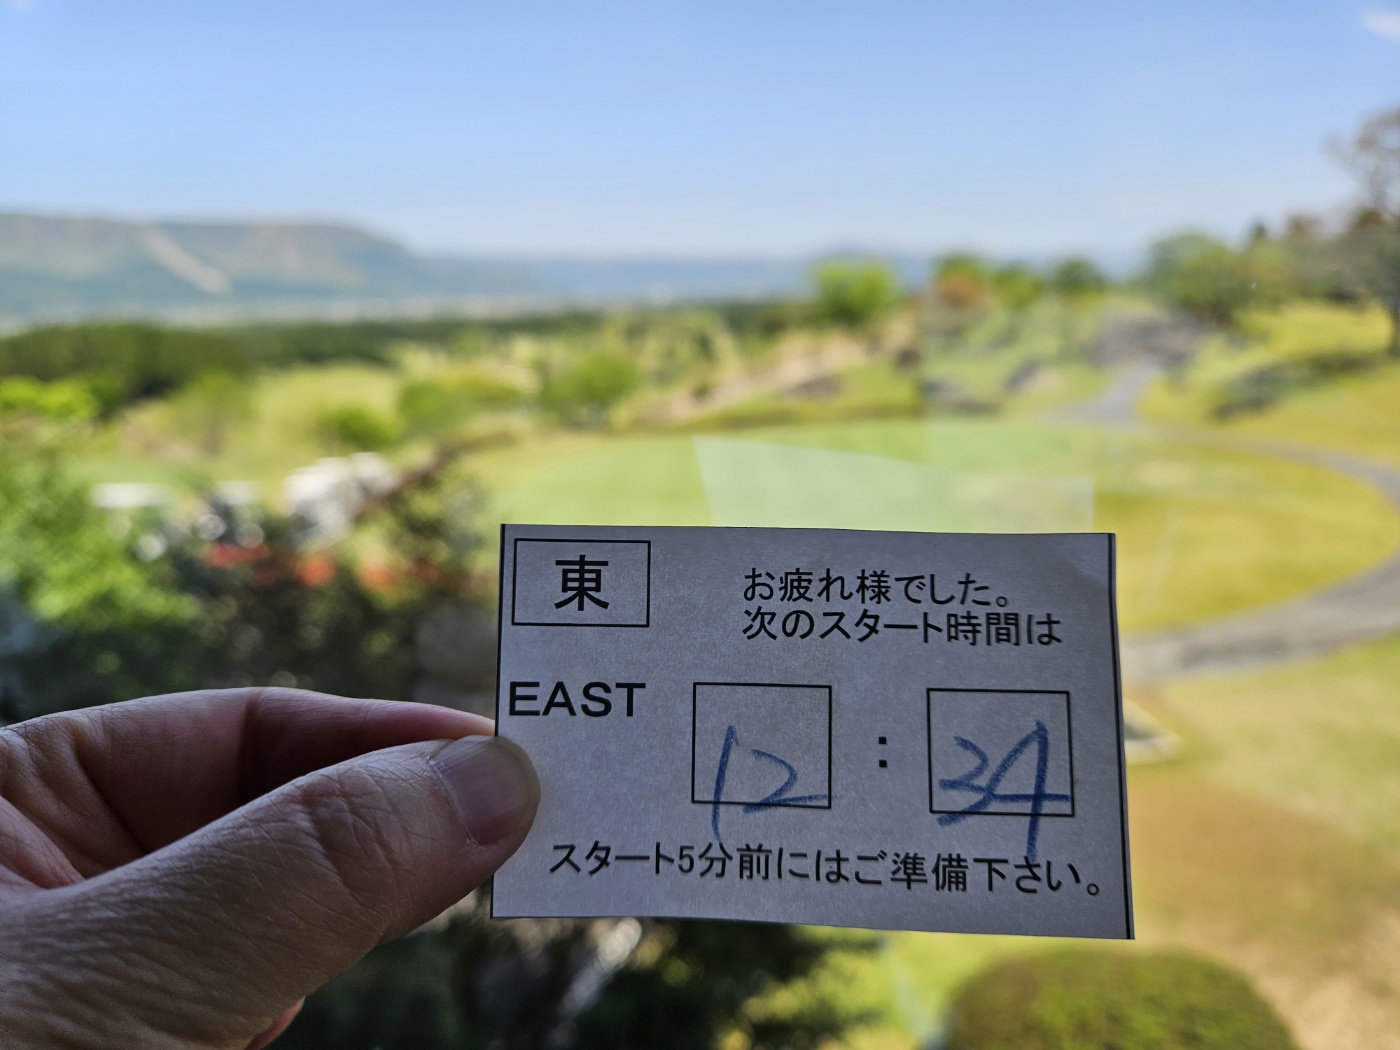 東
お疲れ様でした。
次のスタート時間は
EAST
12 : 34
スタート5分前にはご準備下さい。